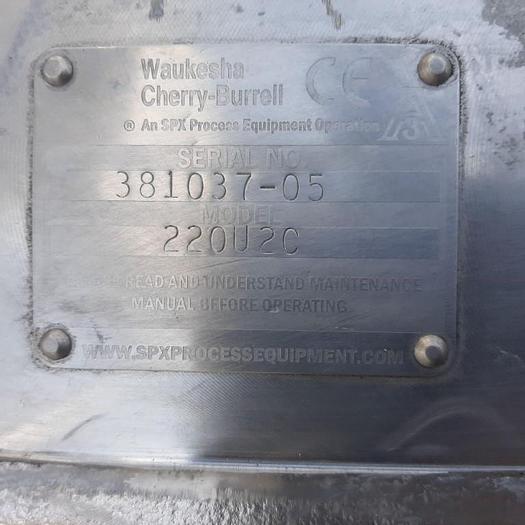 Waukesha
Cherry-Burrell
CE
® An SPX Process Equipment Operation
SERIAL NO.
381037-05
MODEL
220U2C
READ AND UNDERSTAND MAINTENANCE
MANUAL BEFORE OPERATING.
WWW.SPXPROCESSEQUIPMENT.COM